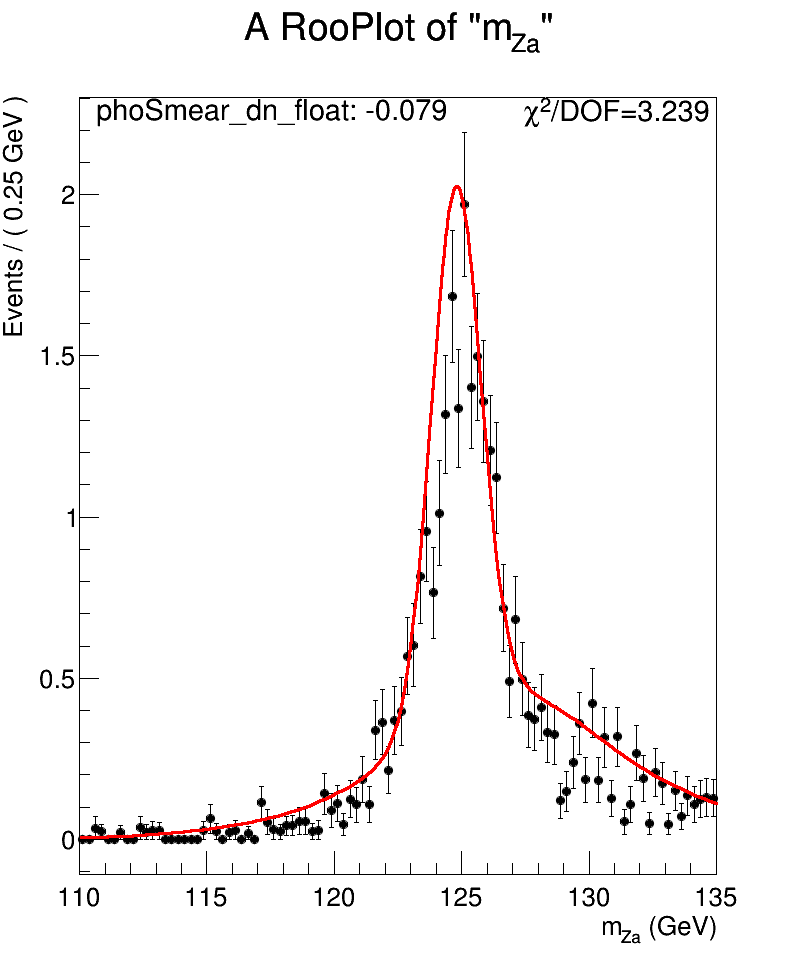 A RooPlot of "m_Za"
phoSmear_dn_float: -0.079
χ²/DOF=3.239
Events / ( 0.25 GeV )
2
1.5
1
0.5
0
110 115 120 125 130 135
m_Za (GeV)